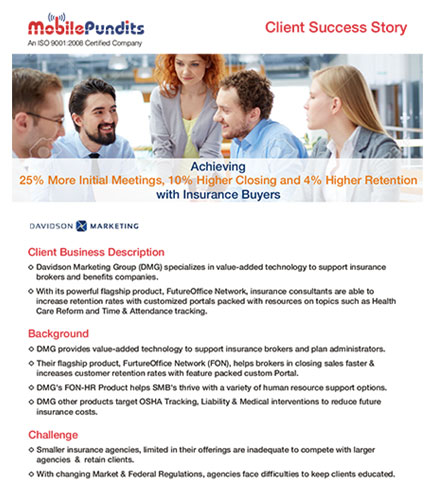 MobilePundits
An ISO 9001:2008 Certified Company
Client Success Story
Achieving
25% More Initial Meetings, 10% Higher Closing and 4% Higher Retention
with Insurance Buyers
DAVIDSON MARKETING
Client Business Description
◇ Davidson Marketing Group (DMG) specializes in value-added technology to support insurance
brokers and benefits companies.
◇ With its powerful flagship product, FutureOffice Network, insurance consultants are able to
increase retention rates with customized portals packed with resources on topics such as Health
Care Reform and Time & Attendance tracking.
Background
◇ DMG provides value-added technology to support insurance brokers and plan administrators.
◇ Their flagship product, FurtureOffice Network (FON), helps brokers in closing sales faster &
increases customer retention rates with feature packed custom Portal.
◇ DMG's FON-HR Product helps SMB's thrive with a variety of human resource support options.
◇ DMG other products target OSHA Tracking, Liability & Medical interventions to reduce future
insurance costs.
Challenge
◇ Smaller insurance agencies, limited in their offerings are inadequate to compete with larger
agencies & retain clients.
◇ With changing Market & Federal Regulations, agencies face difficulties to keep clients educated.